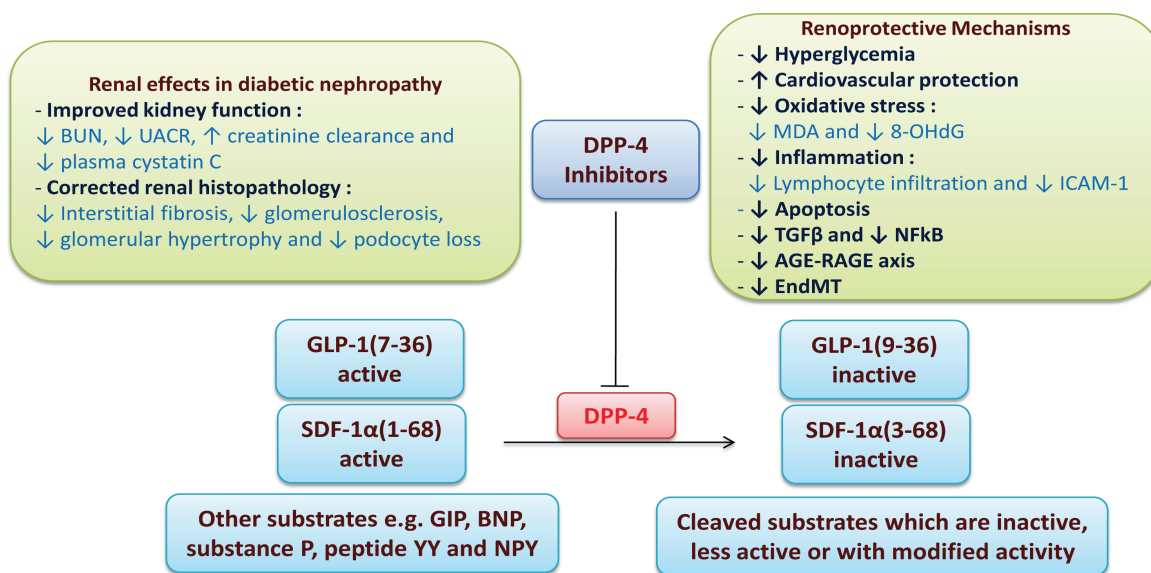 Renal effects in diabetic nephropathy
- Improved kidney function :
↓ BUN, ↓ UACR, ↑ creatinine clearance and
↓ plasma cystatin C
- Corrected renal histopathology :
↓ Interstitial fibrosis, ↓ glomerulosclerosis,
↓ glomerular hypertrophy and ↓ podocyte loss
DPP-4
Inhibitors
Renoprotective Mechanisms
- ↓ Hyperglycemia
- ↑ Cardiovascular protection
- ↓ Oxidative stress :
↓ MDA and ↓ 8-OHdG
- ↓ Inflammation :
↓ Lymphocyte infiltration and ↓ ICAM-1
- ↓ Apoptosis
- ↓ TGFβ and ↓ NFkB
- ↓ AGE-RAGE axis
- ↓ EndMT
GLP-1(7-36)
active
SDF-1α(1-68)
active
Other substrates e.g. GIP, BNP,
substance P, peptide YY and NPY
DPP-4
GLP-1(9-36)
inactive
SDF-1α(3-68)
inactive
Cleaved substrates which are inactive,
less active or with modified activity